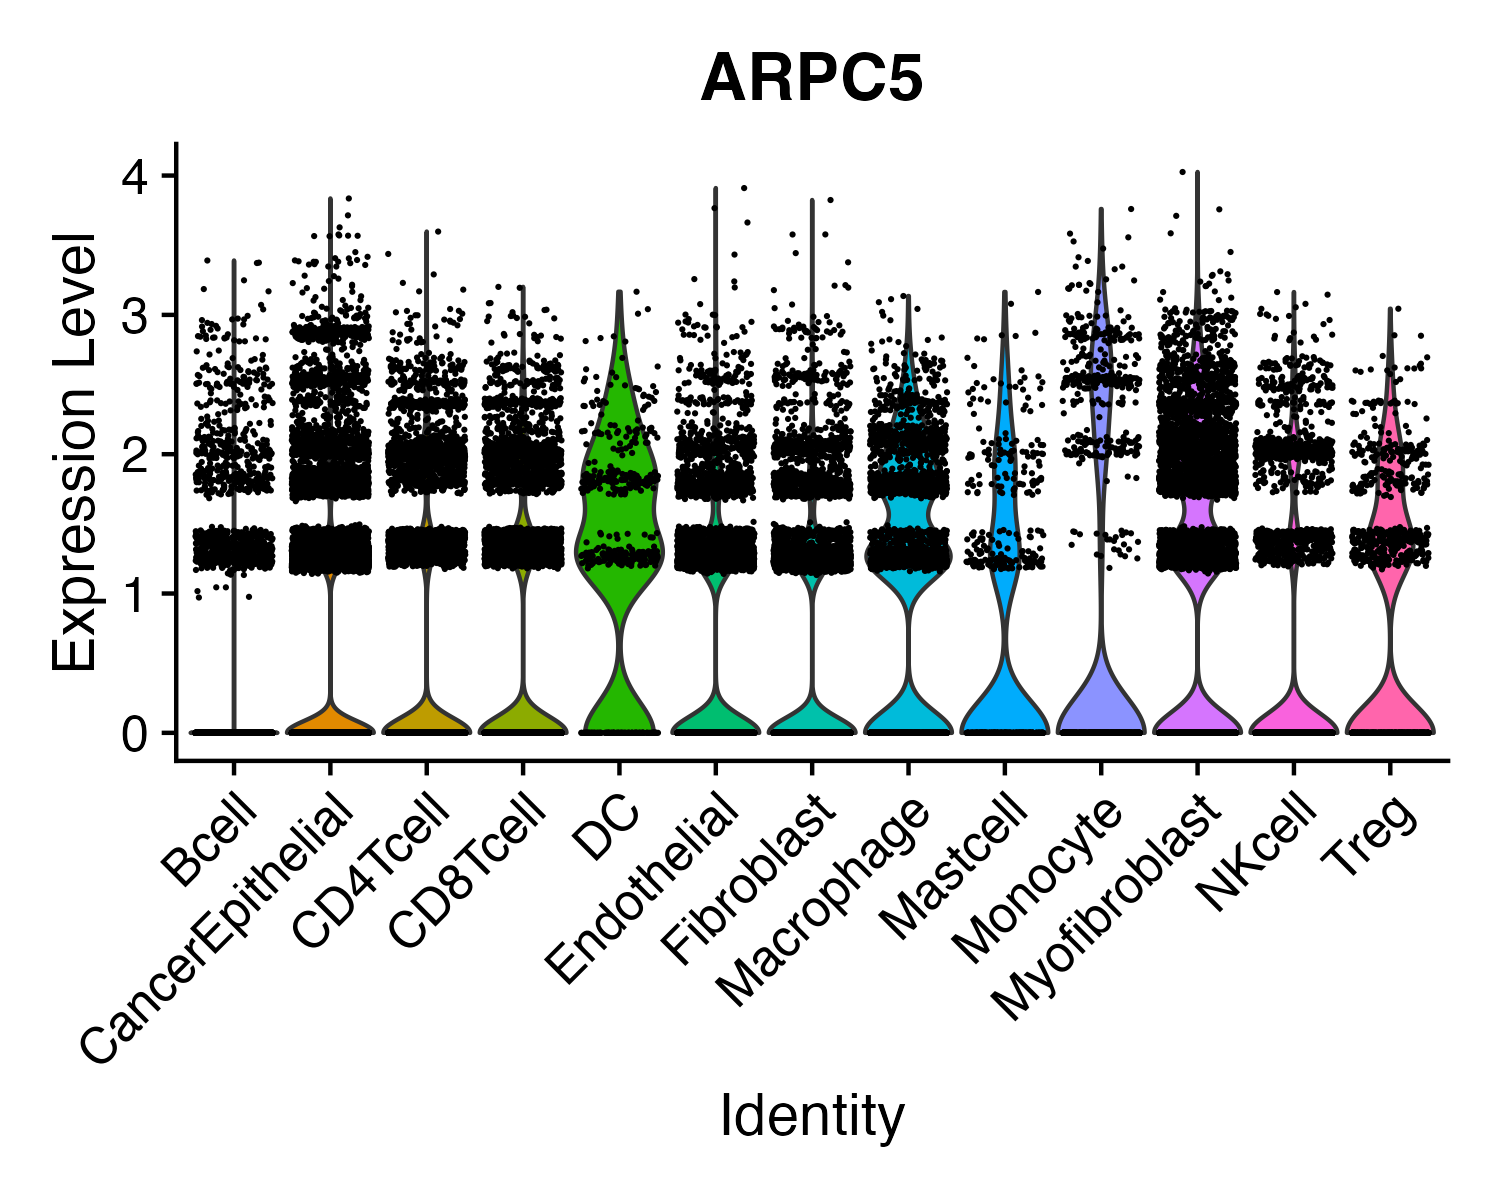 ARPC5
Expression Level
4
3
2
1
0
Bcell
CancerEpithelial
CD4Tcell
CD8Tcell
DC
Endothelial
Fibroblast
Macrophage
Mastcell
Monocyte
Myofibroblast
NKcell
Treg
Identity